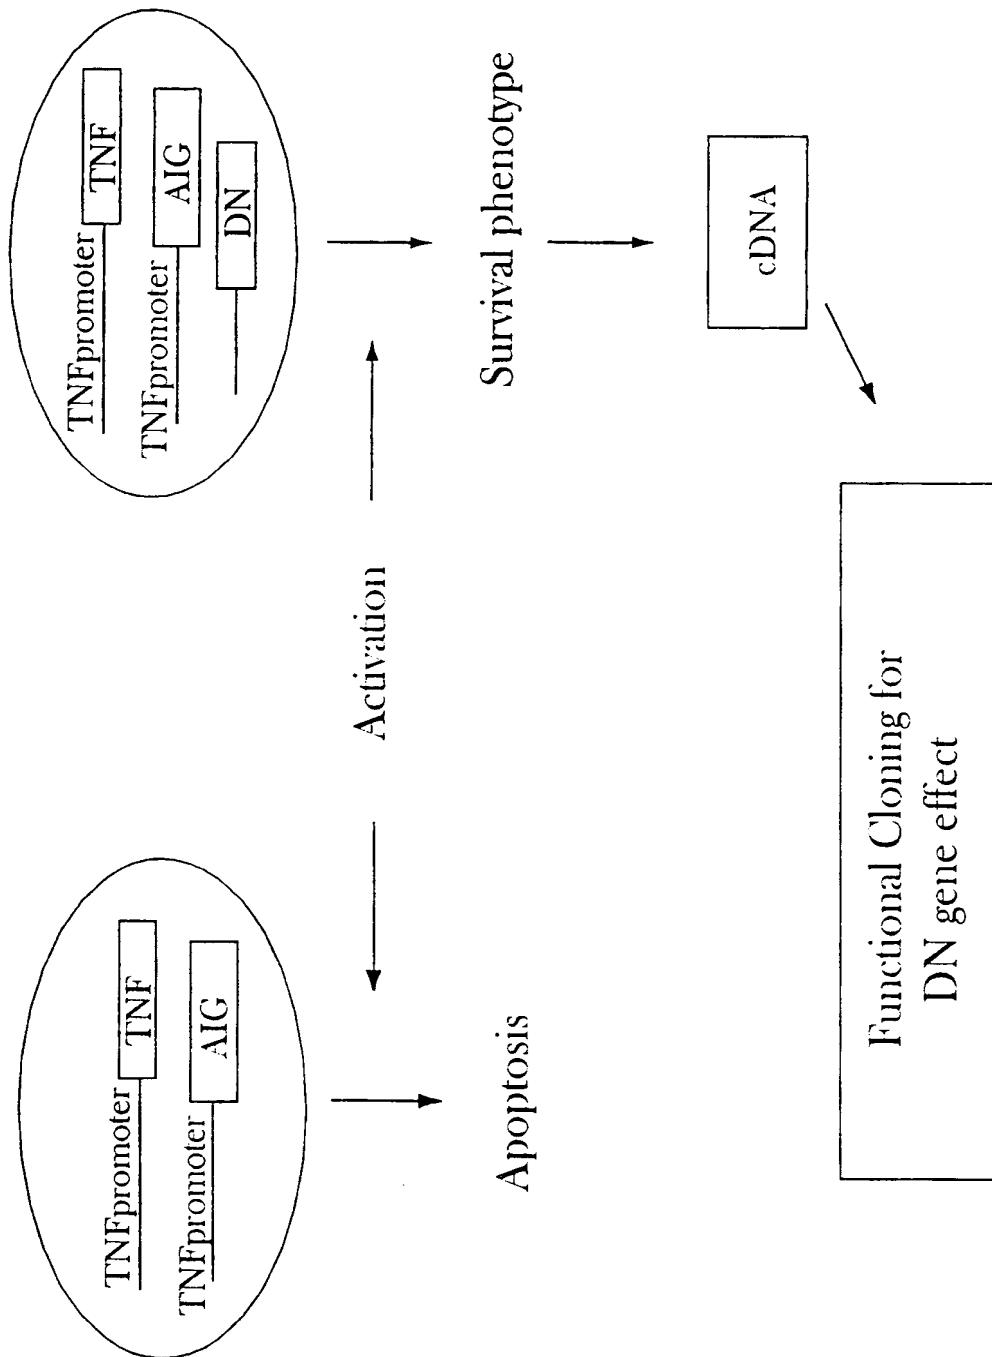 TNFpromoter
TNF
TNFpromoter
AIG
TNFpromoter
TNF
TNFpromoter
AIG
DN
Activation
Apoptosis
Survival phenotype
cDNA
Functional Cloning for
DN gene effect